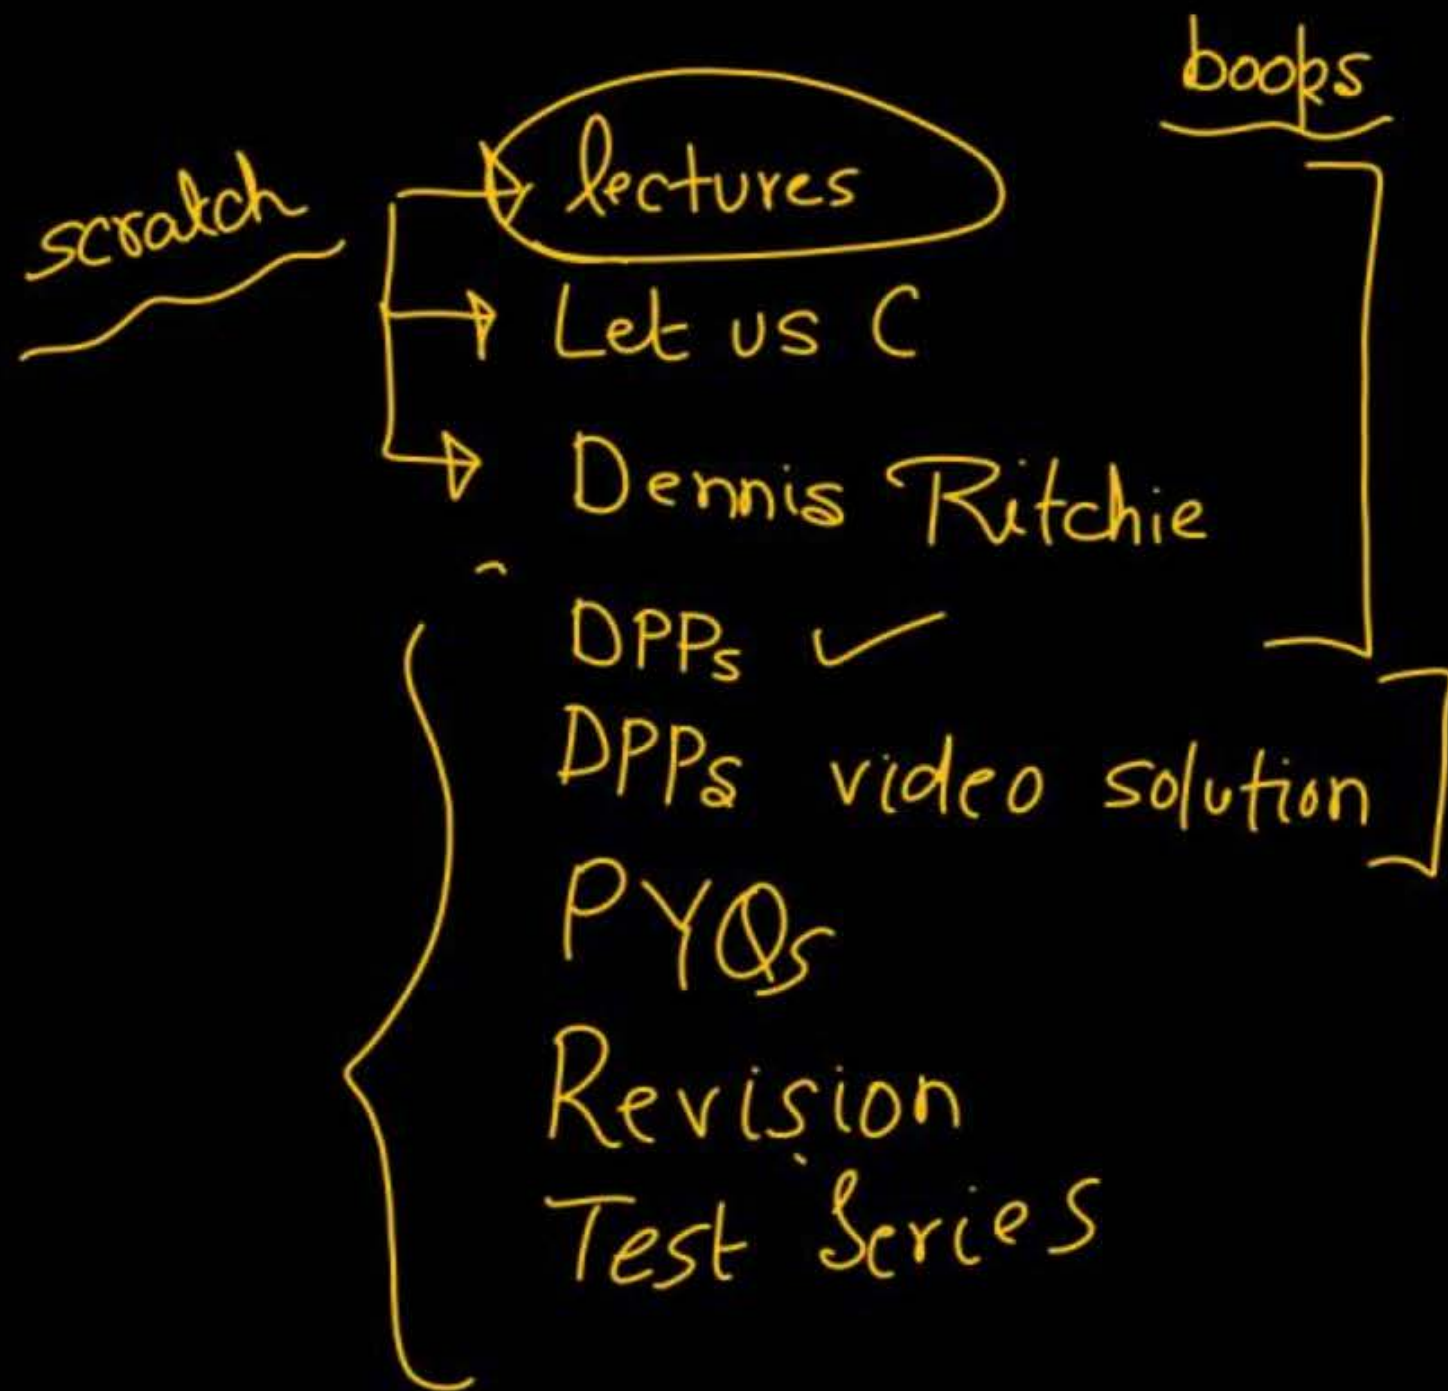 books
scratch
lectures
Let us C
Dennis Ritchie
DPPs ✓
DPPs video solution
PYQs
Revision
Test Series